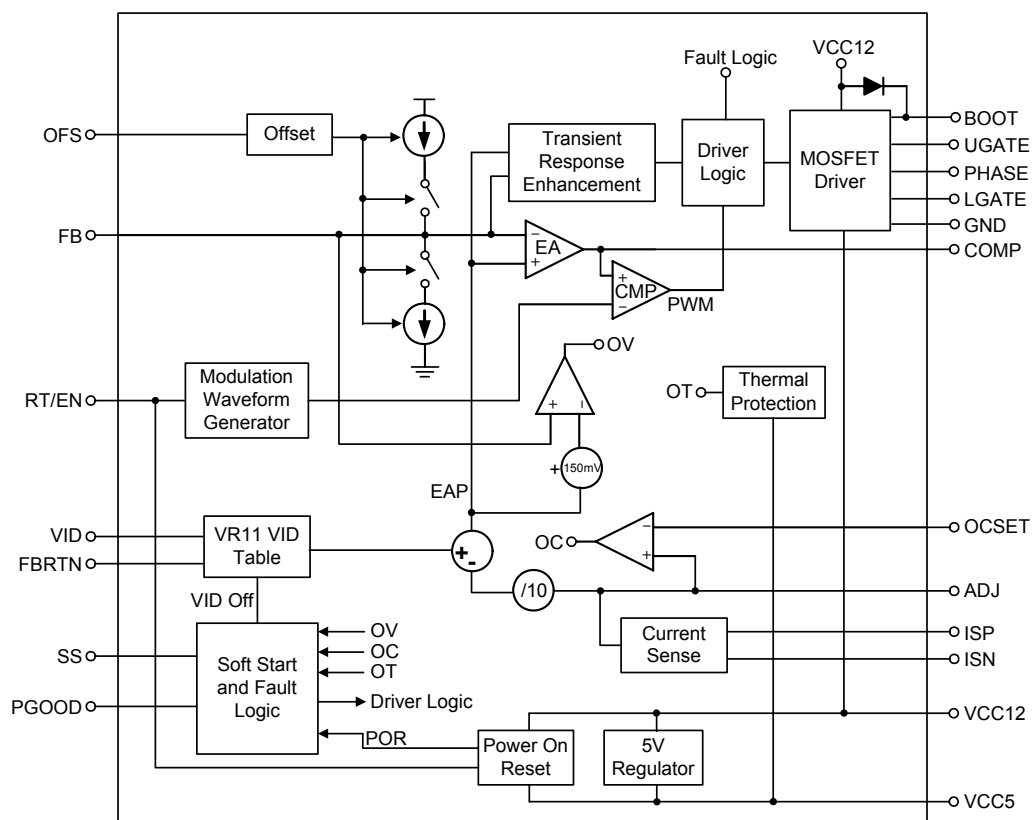 VCC12
Fault Logic
OFS
Offset
Transient
Response
Enhancement
Driver
Logic
MOSFET
Driver
BOOT
UGATE
PHASE
LGATE
GND
COMP
FB
−
EA
+
+
CMP
−
PWM
OV
RT/EN
Modulation
Waveform
Generator
+
−
OT
Thermal
Protection
+
150mV
EAP
VID
FBRTN
VR11 VID
Table
+
-
OC
−
+
OCSET
/10
ADJ
VID Off
SS
PGOOD
Soft Start
and Fault
Logic
OV
OC
OT
Driver Logic
POR
Current
Sense
ISP
ISN
Power On
Reset
5V
Regulator
VCC12
VCC5